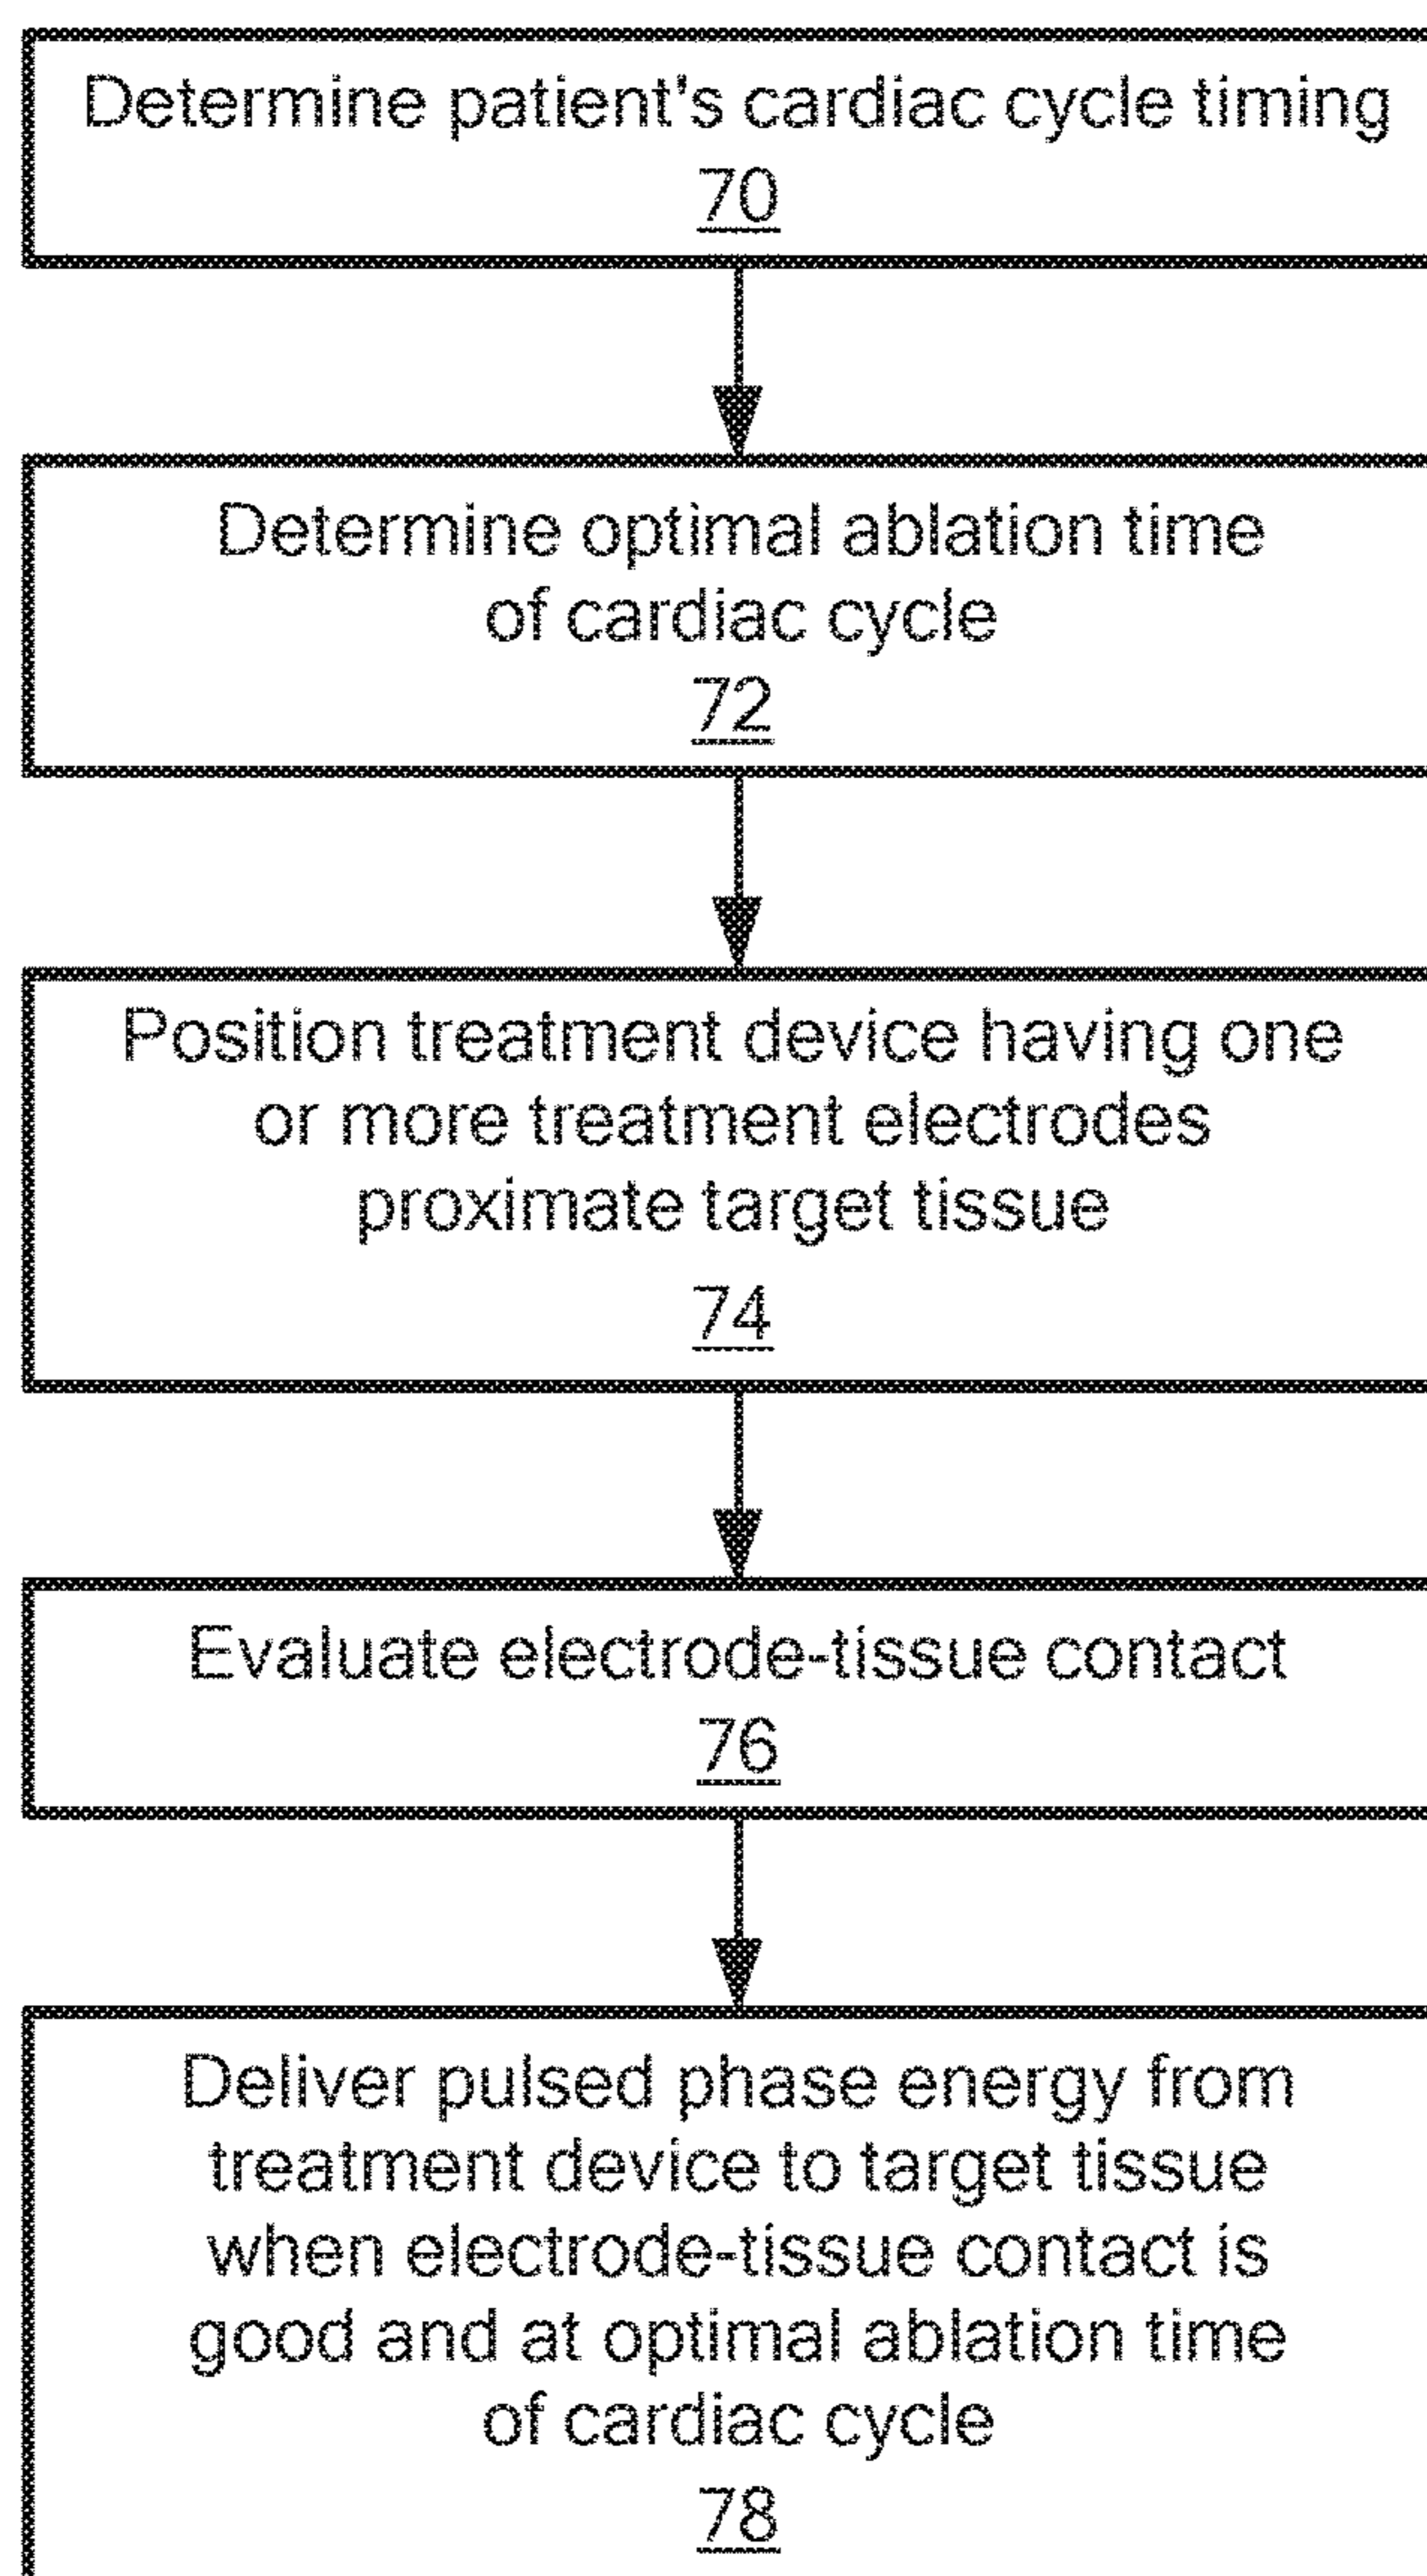 Determine patient's cardiac cycle timing
70
Determine optimal ablation time
of cardiac cycle
72
Position treatment device having one
or more treatment electrodes
proximate target tissue
74
Evaluate electrode-tissue contact
76
Deliver pulsed phase energy from
treatment device to target tissue
when electrode-tissue contact is
good and at optimal ablation time
of cardiac cycle
78